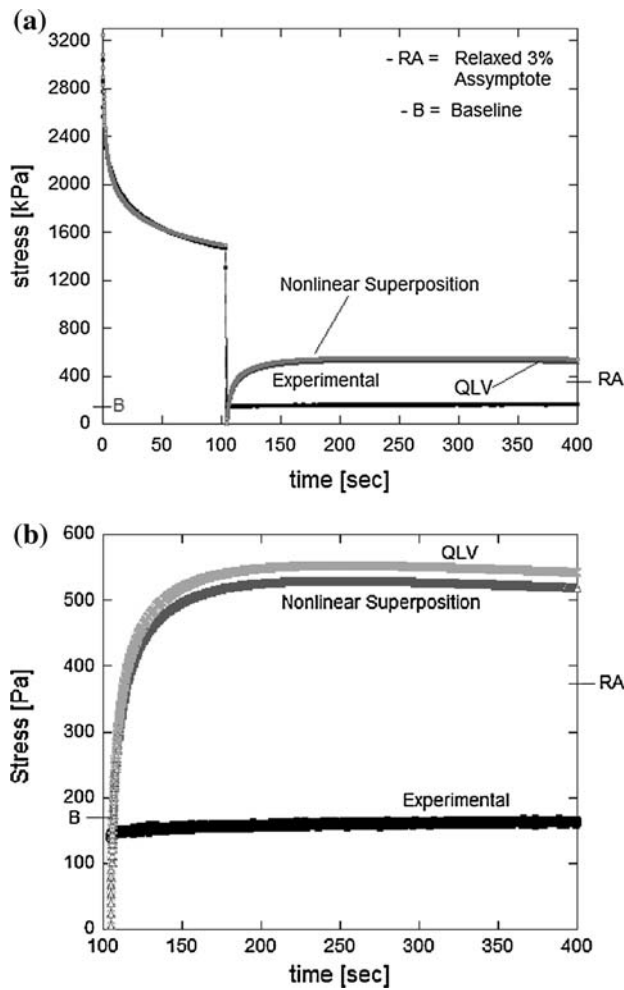 (a)
3200
2800
2400
2000
1600
1200
800
400
0
stress [kPa]
- RA = Relaxed 3%
Assymptote
- B = Baseline
Nonlinear Superposition
Experimental
QLV
RA
B
0 50 100 150 200 250 300 350 400
time [sec]
(b)
600
500
400
300
200
100
0
Stress [Pa]
QLV
Nonlinear Superposition
RA
Experimental
B
100 150 200 250 300 350 400
time [sec]